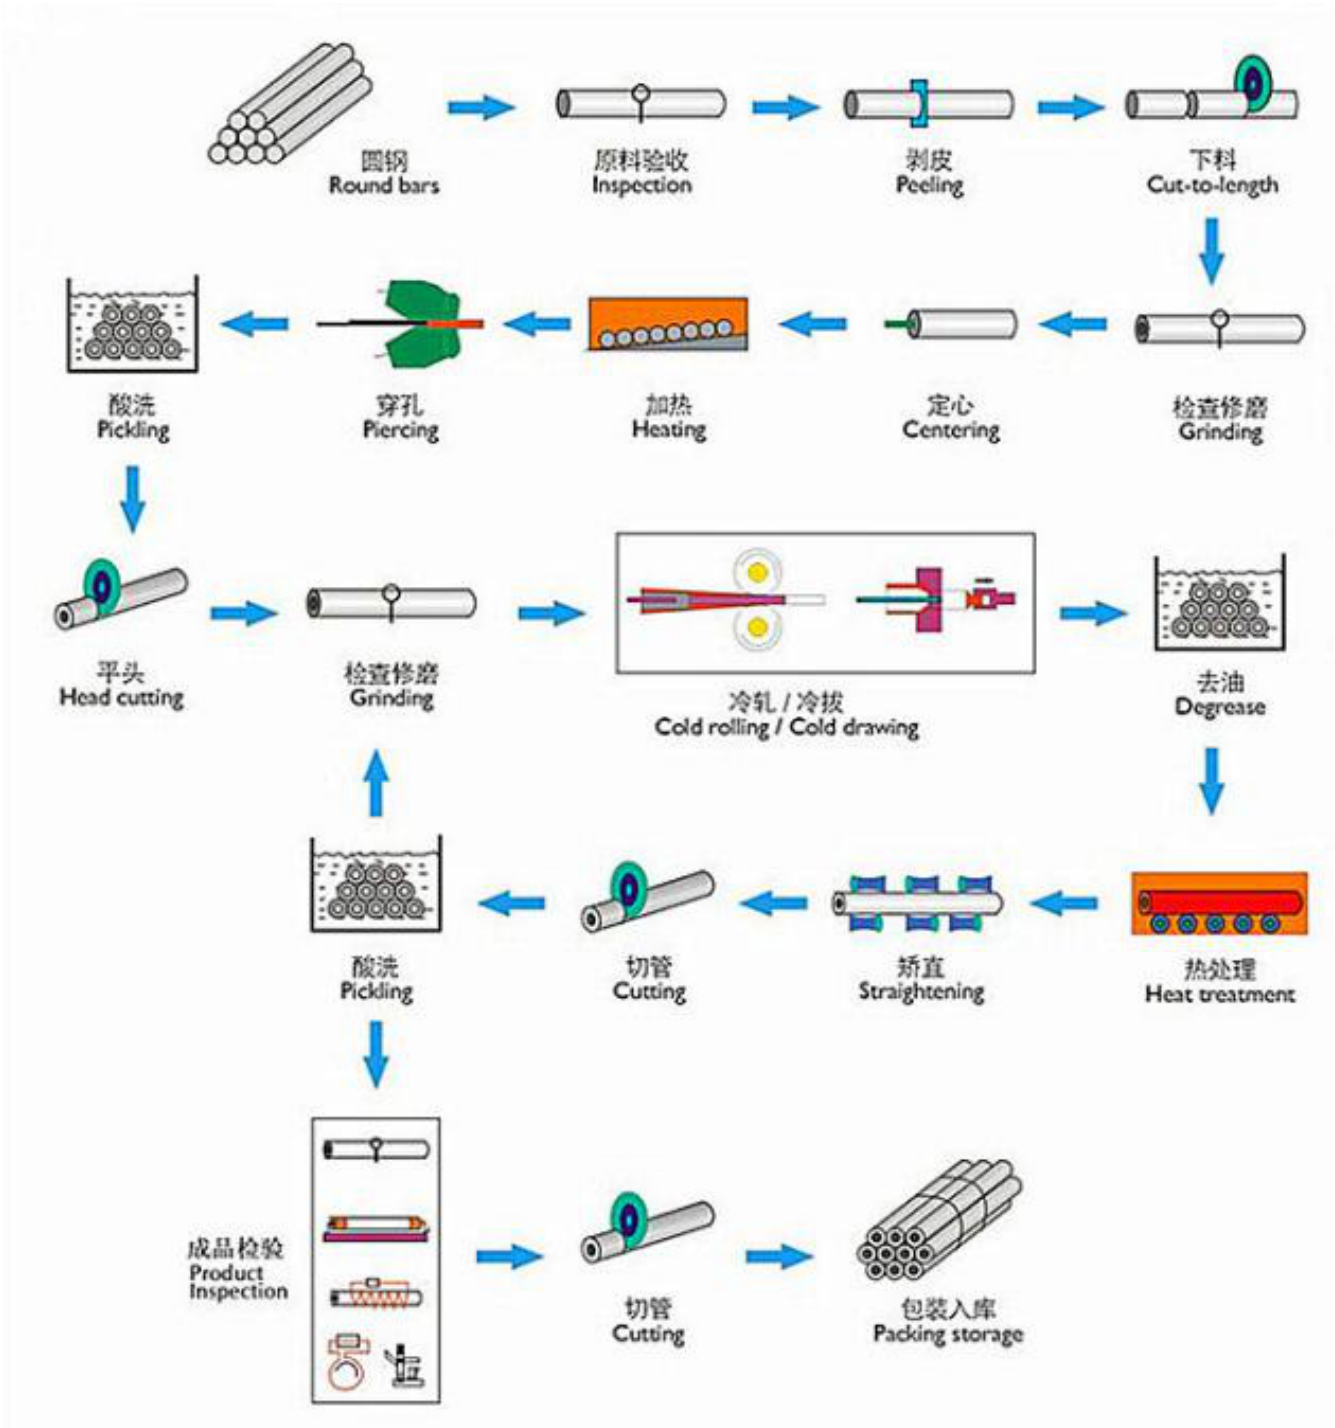 圆钢
Round bars
原料验收
Inspection
剥皮
Peeling
下料
Cut-to-length
酸洗
Pickling
穿孔
Piercing
加热
Heating
定心
Centering
检查修磨
Grinding
平头
Head cutting
检查修磨
Grinding
冷轧 / 冷拔
Cold rolling / Cold drawing
去油
Degrease
酸洗
Pickling
切管
Cutting
矫直
Straightening
热处理
Heat treatment
成品检验
Product
Inspection
切管
Cutting
包装入库
Packing storage